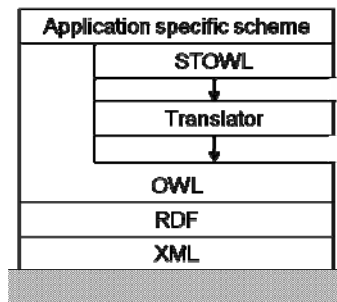 Application specific scheme
STOWL
Translator
OWL
RDF
XML